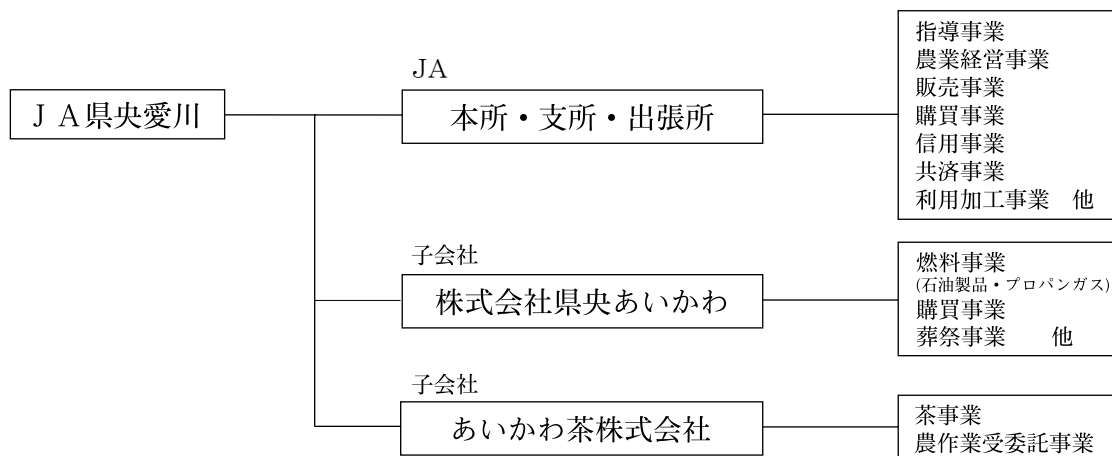 JA県央愛川
JA
本所・支所・出張所
指導事業
農業経営事業
販売事業
購買事業
信用事業
共済事業
利用加工事業　他
子会社
株式会社県央あいかわ
燃料事業
(石油製品・プロパンガス)
購買事業
葬祭事業　　他
子会社
あいかわ茶株式会社
茶事業
農作業受委託事業